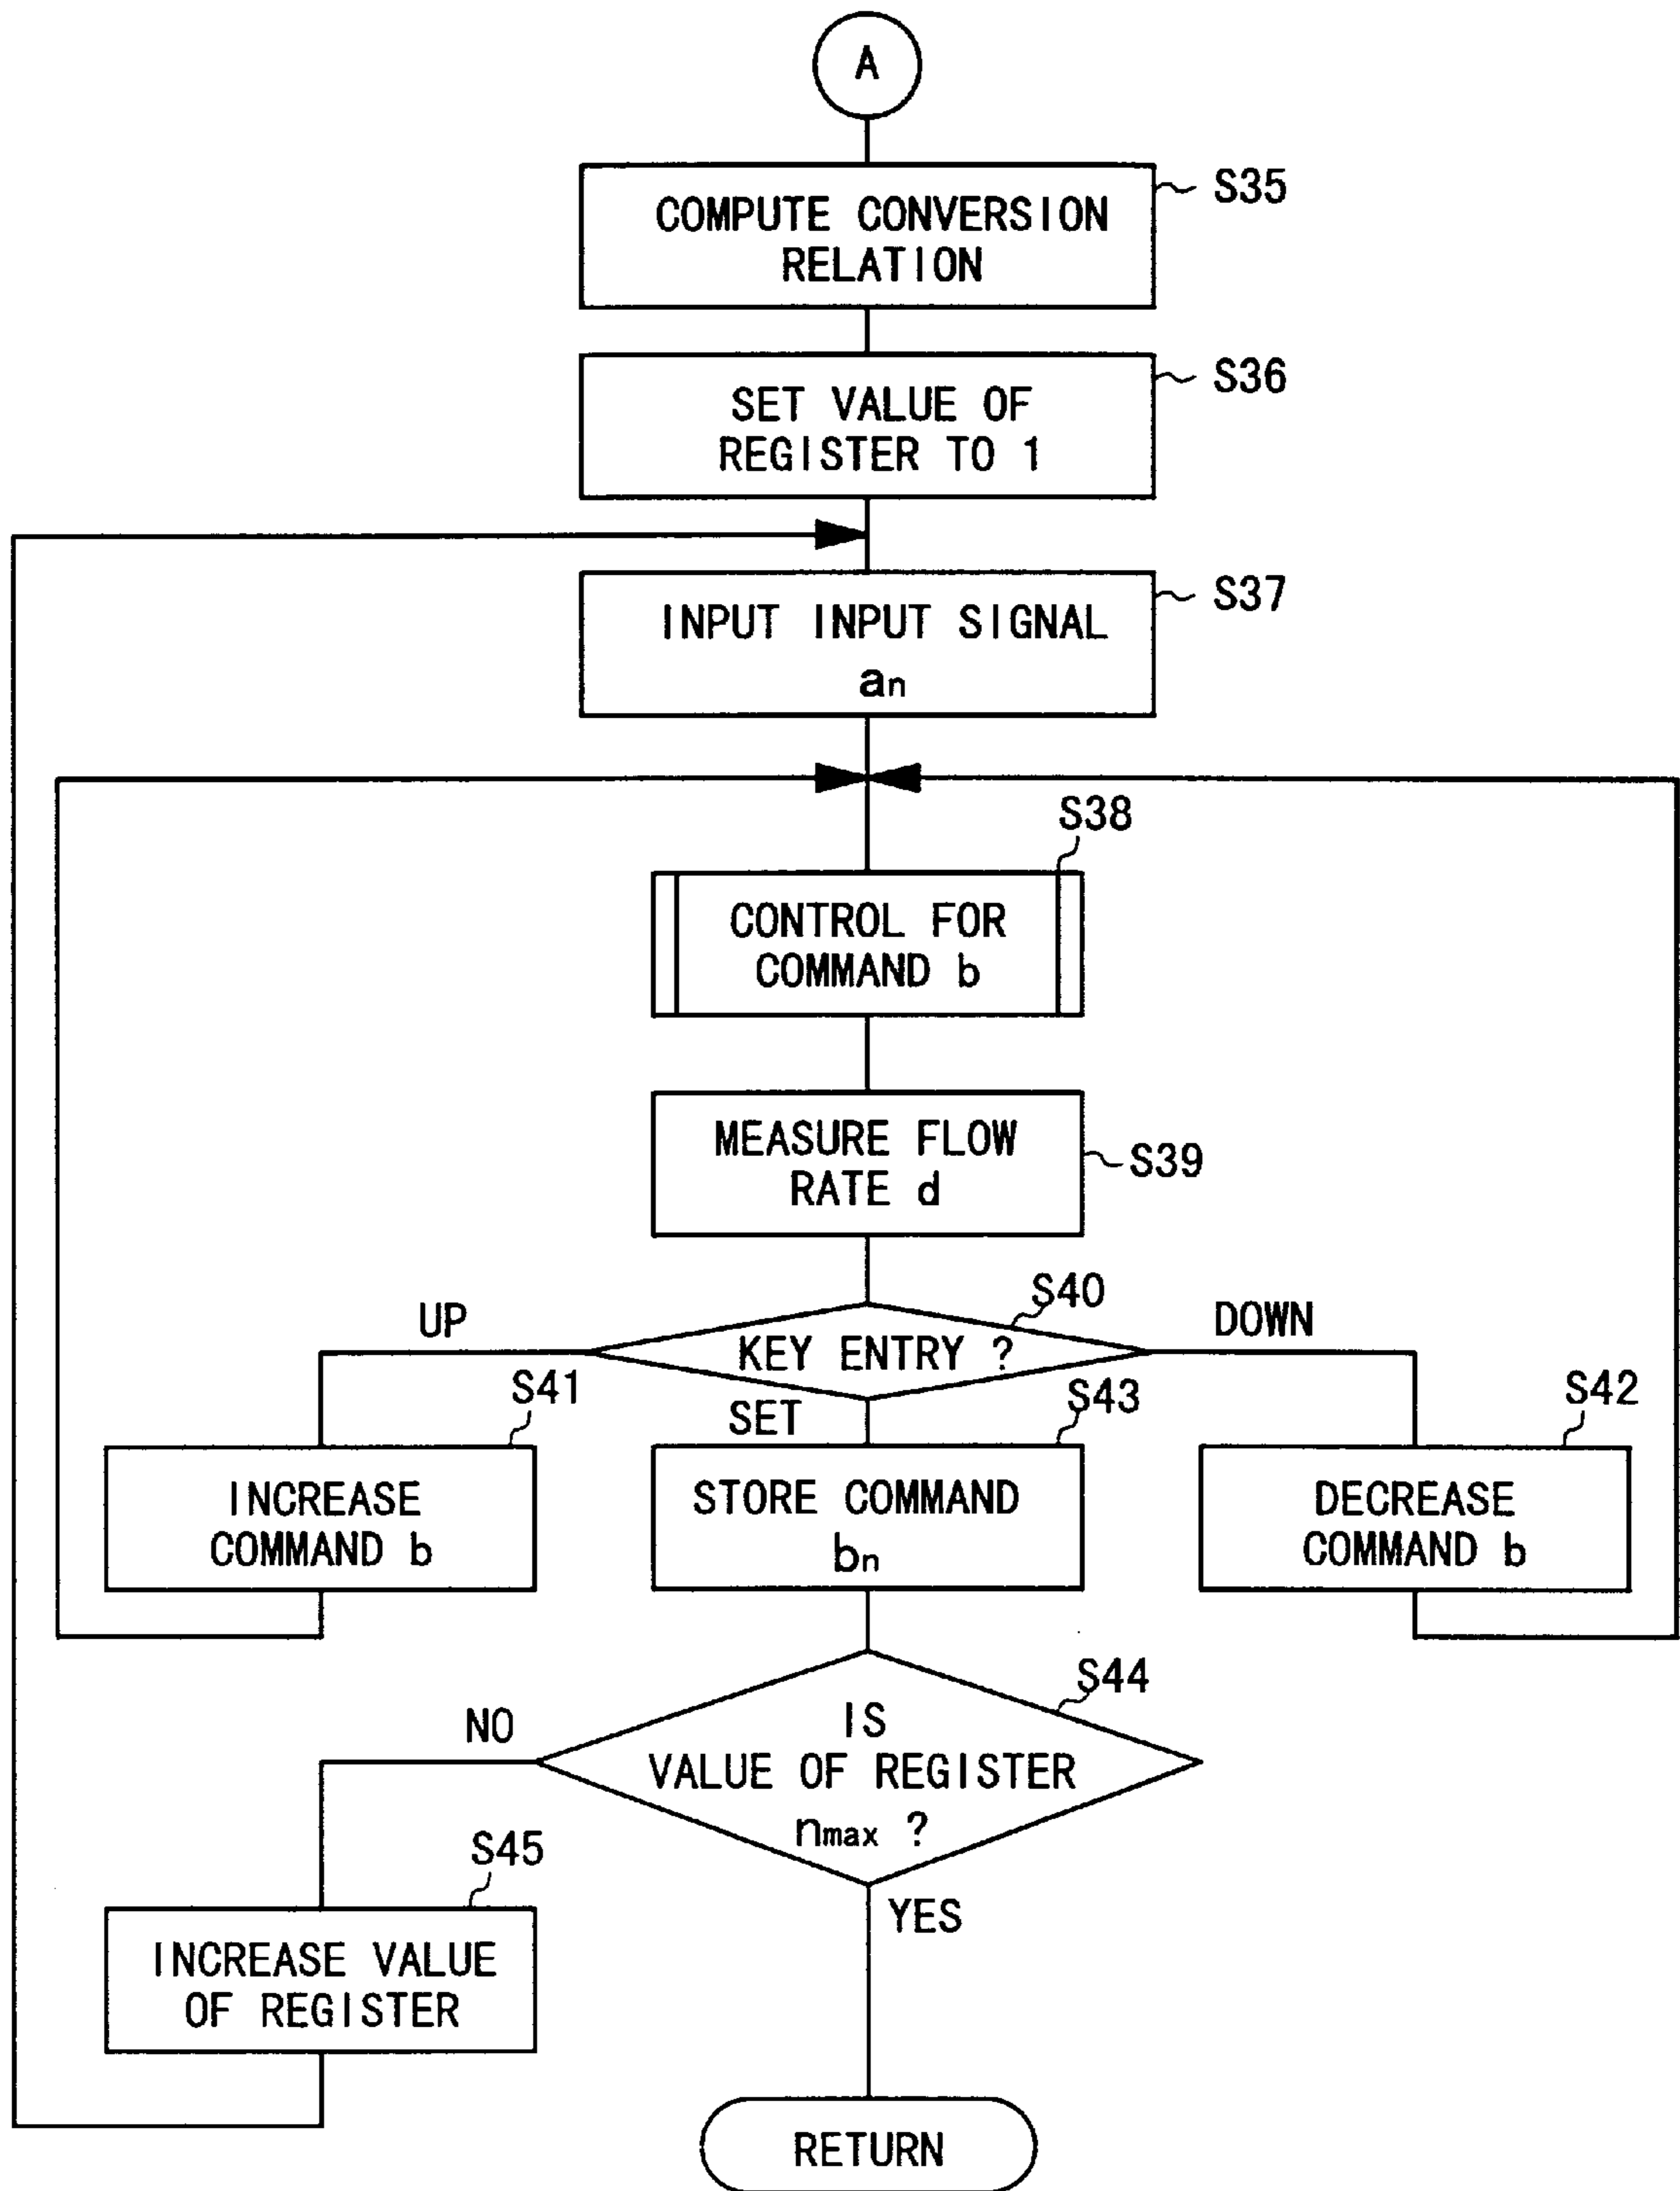 A
COMPUTE CONVERSION
RELATION
S35
SET VALUE OF
REGISTER TO 1
S36
INPUT INPUT SIGNAL
an
S37
S38
CONTROL FOR
COMMAND b
MEASURE FLOW
RATE d
S39
S40
UP
KEY ENTRY ?
DOWN
S41
SET
S43
S42
INCREASE
COMMAND b
STORE COMMAND
bn
DECREASE
COMMAND b
S44
NO
IS
VALUE OF REGISTER
nmax ?
S45
YES
INCREASE VALUE
OF REGISTER
RETURN